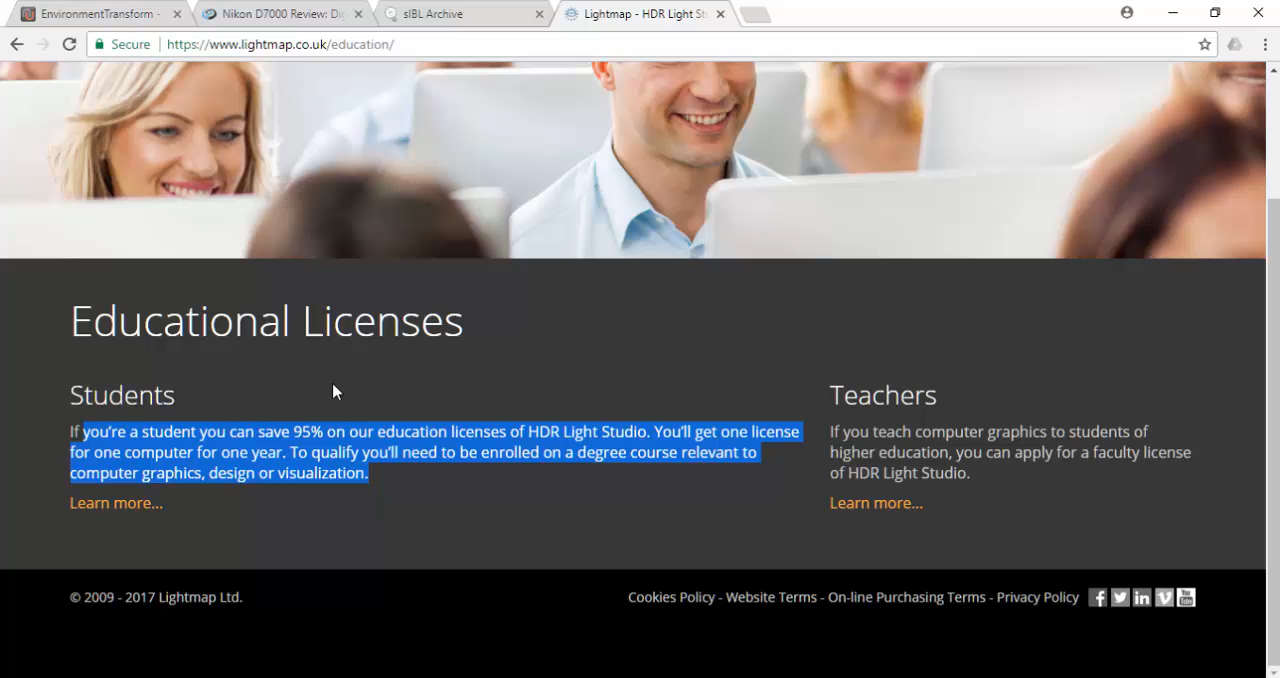 EnvironmentTransform -
Nikon D7000 Review: Di
sIBL Archive
Lightmap - HDR Light St
Secure
https://www.lightmap.co.uk/education/
Educational Licenses
Students
If you're a student you can save 95% on our education licenses of HDR Light Studio. You'll get one license
for one computer for one year. To qualify you'll need to be enrolled on a degree course relevant to
computer graphics, design or visualization.
Learn more...
Teachers
If you teach computer graphics to students of
higher education, you can apply for a faculty license
of HDR Light Studio.
Learn more...
© 2009 - 2017 Lightmap Ltd.
Cookies Policy - Website Terms - On-line Purchasing Terms - Privacy Policy